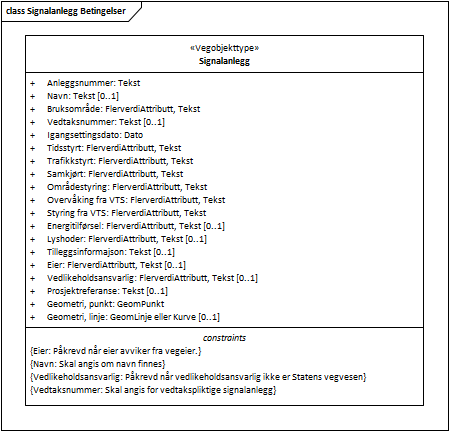 class Signalanlegg Betingelser
«Vegobjekttype»
Signalanlegg
+ Anleggsnummer: Tekst
+ Navn: Tekst [0..1]
+ Bruksområde: FlerverdiAttributt, Tekst
+ Vedtaksnummer: Tekst [0..1]
+ Igangsettingsdato: Dato
+ Tidsstyrt: FlerverdiAttributt, Tekst
+ Trafikkstyrt: FlerverdiAttributt, Tekst
+ Samkjørt: FlerverdiAttributt, Tekst
+ Områdestyring: FlerverdiAttributt, Tekst
+ Overvåking fra VTS: FlerverdiAttributt, Tekst
+ Styring fra VTS: FlerverdiAttributt, Tekst
+ Energitilførsel: FlerverdiAttributt, Tekst [0..1]
+ Lyshoder: FlerverdiAttributt, Tekst [0..1]
+ Tilleggsinformajson: Tekst [0..1]
+ Eier: FlerverdiAttributt, Tekst [0..1]
+ Vedlikeholdsansvarlig: FlerverdiAttributt, Tekst [0..1]
+ Prosjektreferanse: Tekst [0..1]
+ Geometri, punkt: GeomPunkt
+ Geometri, linje: GeomLinje eller Kurve [0..1]
constraints
{Eier: Påkrevd når eier avviker fra vegeier.}
{Navn: Skal angis om navn finnes}
{Vedlikeholdsansvarlig: Påkrevd når vedlikeholdsansvarlig ikke er Statens vegvesen}
{Vedtaksnummer: Skal angis for vedtakspliktige signalanlegg}